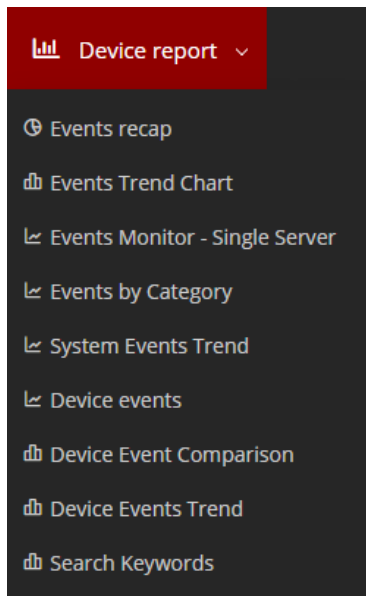 Device report
Events recap
Events Trend Chart
Events Monitor - Single Server
Events by Category
System Events Trend
Device events
Device Event Comparison
Device Events Trend
Search Keywords